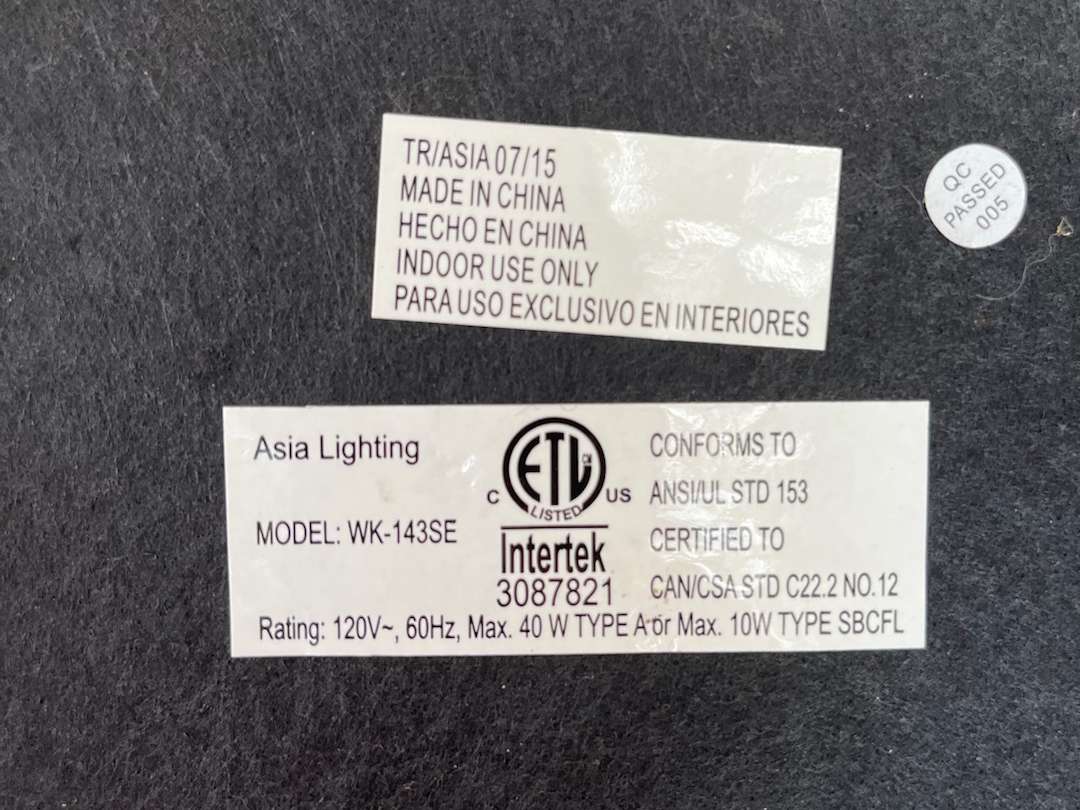 TR/ASIA 07/15
MADE IN CHINA
HECHO EN CHINA
INDOOR USE ONLY
PARA USO EXCLUSIVO EN INTERIORES
QC
PASSED
005
Asia Lighting
MODEL: WK-143SE
ETL
CM
LISTED
C
US
Intertek
3087821
CONFORMS TO
ANSI/UL STD 153
CERTIFIED TO
CAN/CSA STD C22.2 NO.12
Rating: 120V~, 60Hz, Max. 40 W TYPE A or Max. 10W TYPE SBCFL